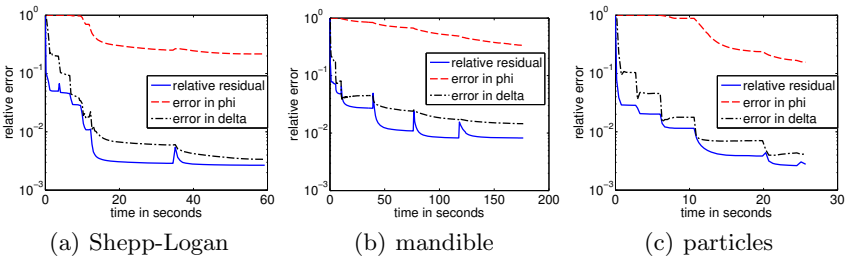 10^0
10^-1
10^-2
10^-3
relative error
relative residual
error in phi
error in delta
0 20 40 60
time in seconds
(a) Shepp-Logan
10^0
10^-1
10^-2
10^-3
relative error
relative residual
error in phi
error in delta
0 50 100 150 200
time in seconds
(b) mandible
10^0
10^-1
10^-2
10^-3
relative error
relative residual
error in phi
error in delta
0 10 20 30
time in seconds
(c) particles